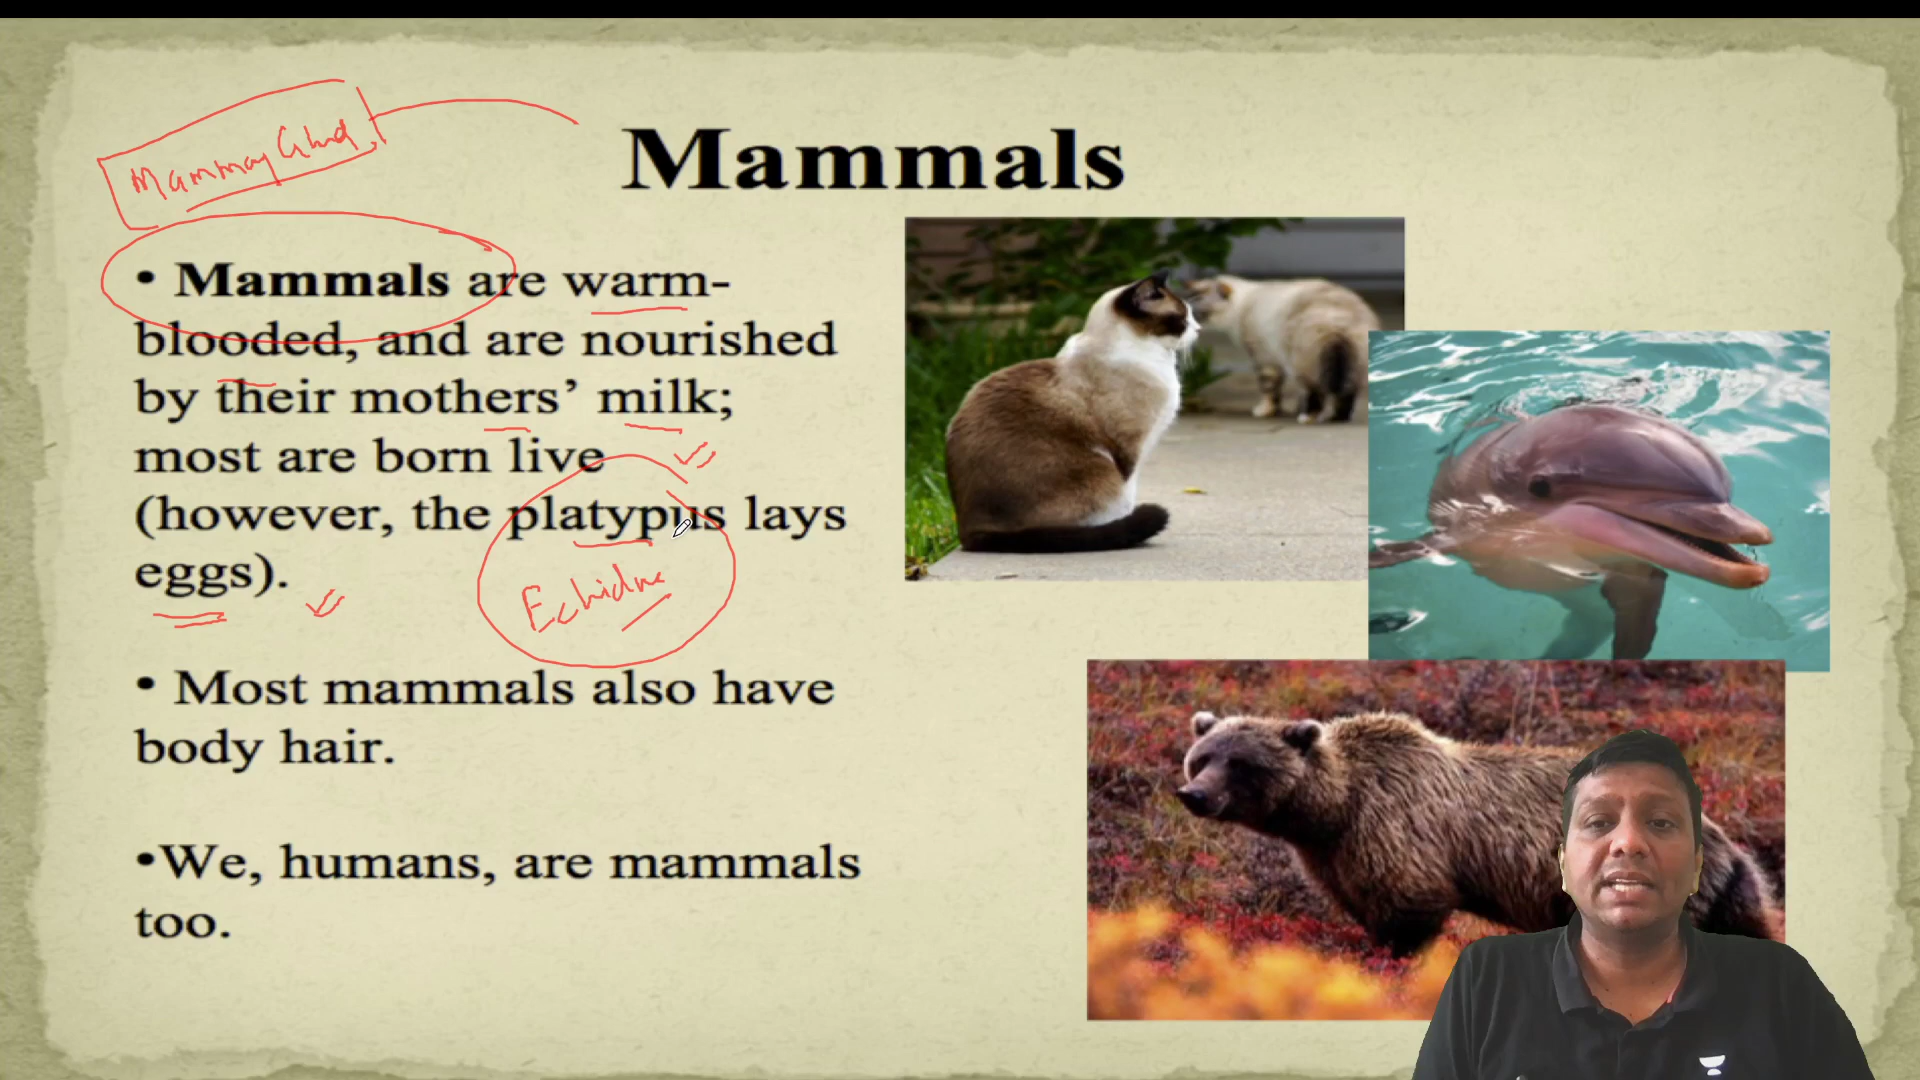 Mammals
Mammay Gland
• Mammals are warm-
blooded, and are nourished
by their mothers’ milk;
most are born live
(however, the platypus lays
eggs).
Echidna
• Most mammals also have
body hair.
•We, humans, are mammals
too.